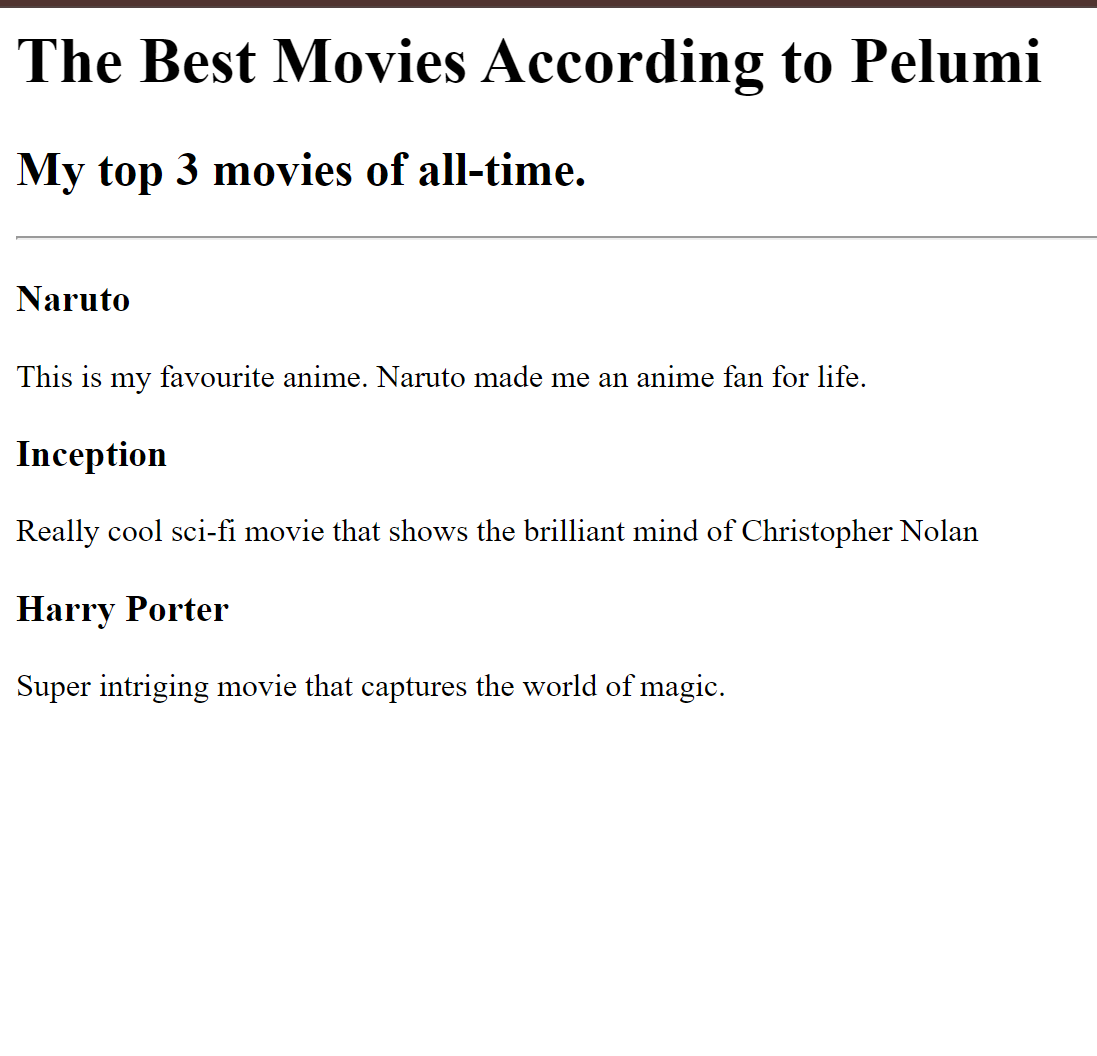 The Best Movies According to Pelumi
My top 3 movies of all-time.
Naruto
This is my favourite anime. Naruto made me an anime fan for life.
Inception
Really cool sci-fi movie that shows the brilliant mind of Christopher Nolan
Harry Porter
Super intriging movie that captures the world of magic.